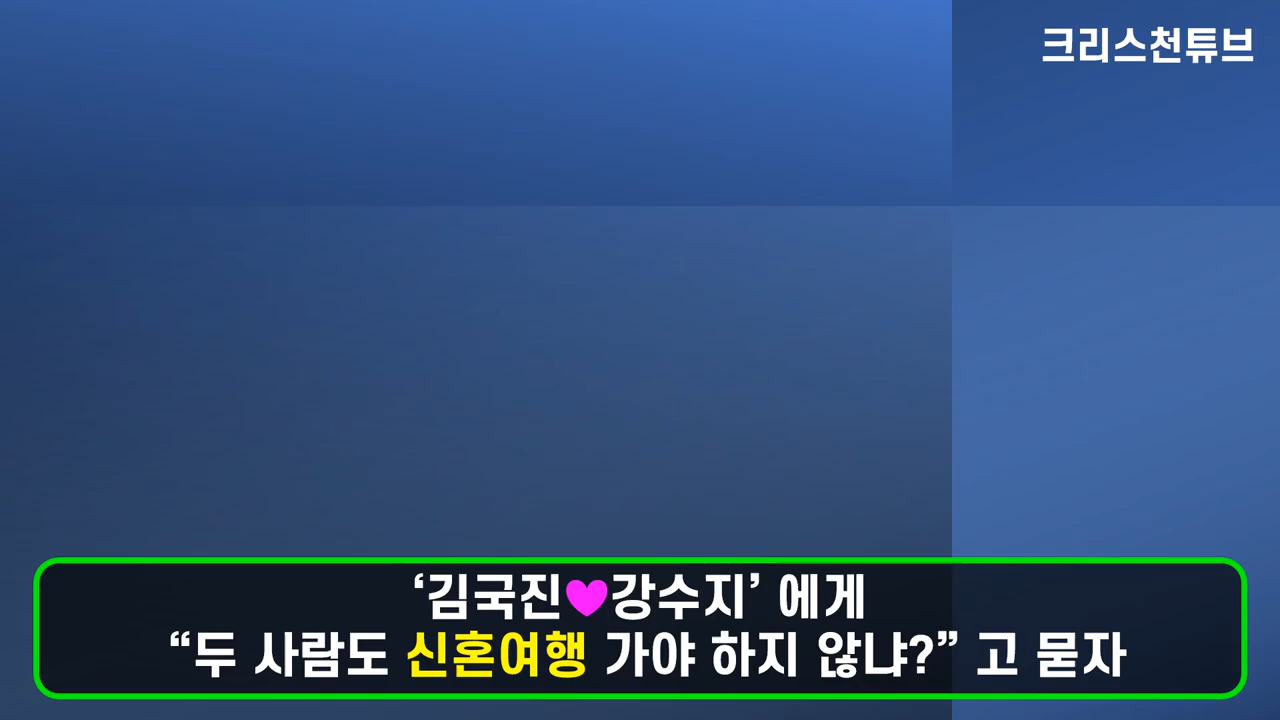 크리스천튜브
‘김국진♥강수지’ 에게
“두 사람도 신혼여행 가야 하지 않냐?” 고 묻자